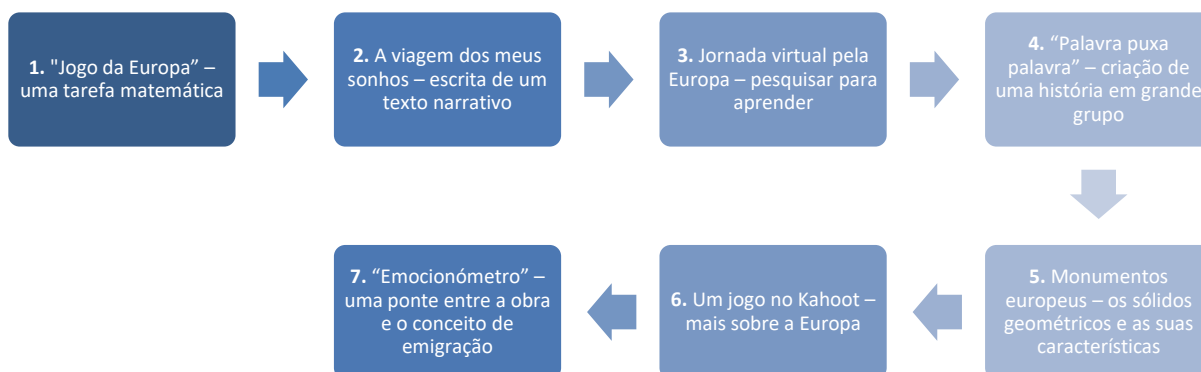 1. "Jogo da Europa” –
uma tarefa matemática
2. A viagem dos meus
sonhos – escrita de um
texto narrativo
3. Jornada virtual pela
Europa – pesquisar para
aprender
4. “Palavra puxa
palavra” – criação de
uma história em grande
grupo
5. Monumentos
europeus – os sólidos
geométricos e as suas
características
6. Um jogo no Kahoot –
mais sobre a Europa
7. “Emocionómetro” –
uma ponte entre a obra
e o conceito de
emigração